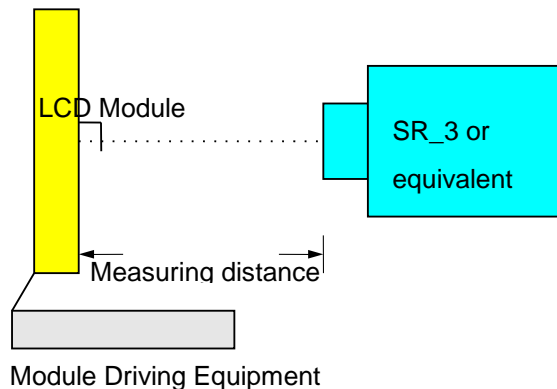 LCD Module
SR_3 or
equivalent
Measuring distance
Module Driving Equipment